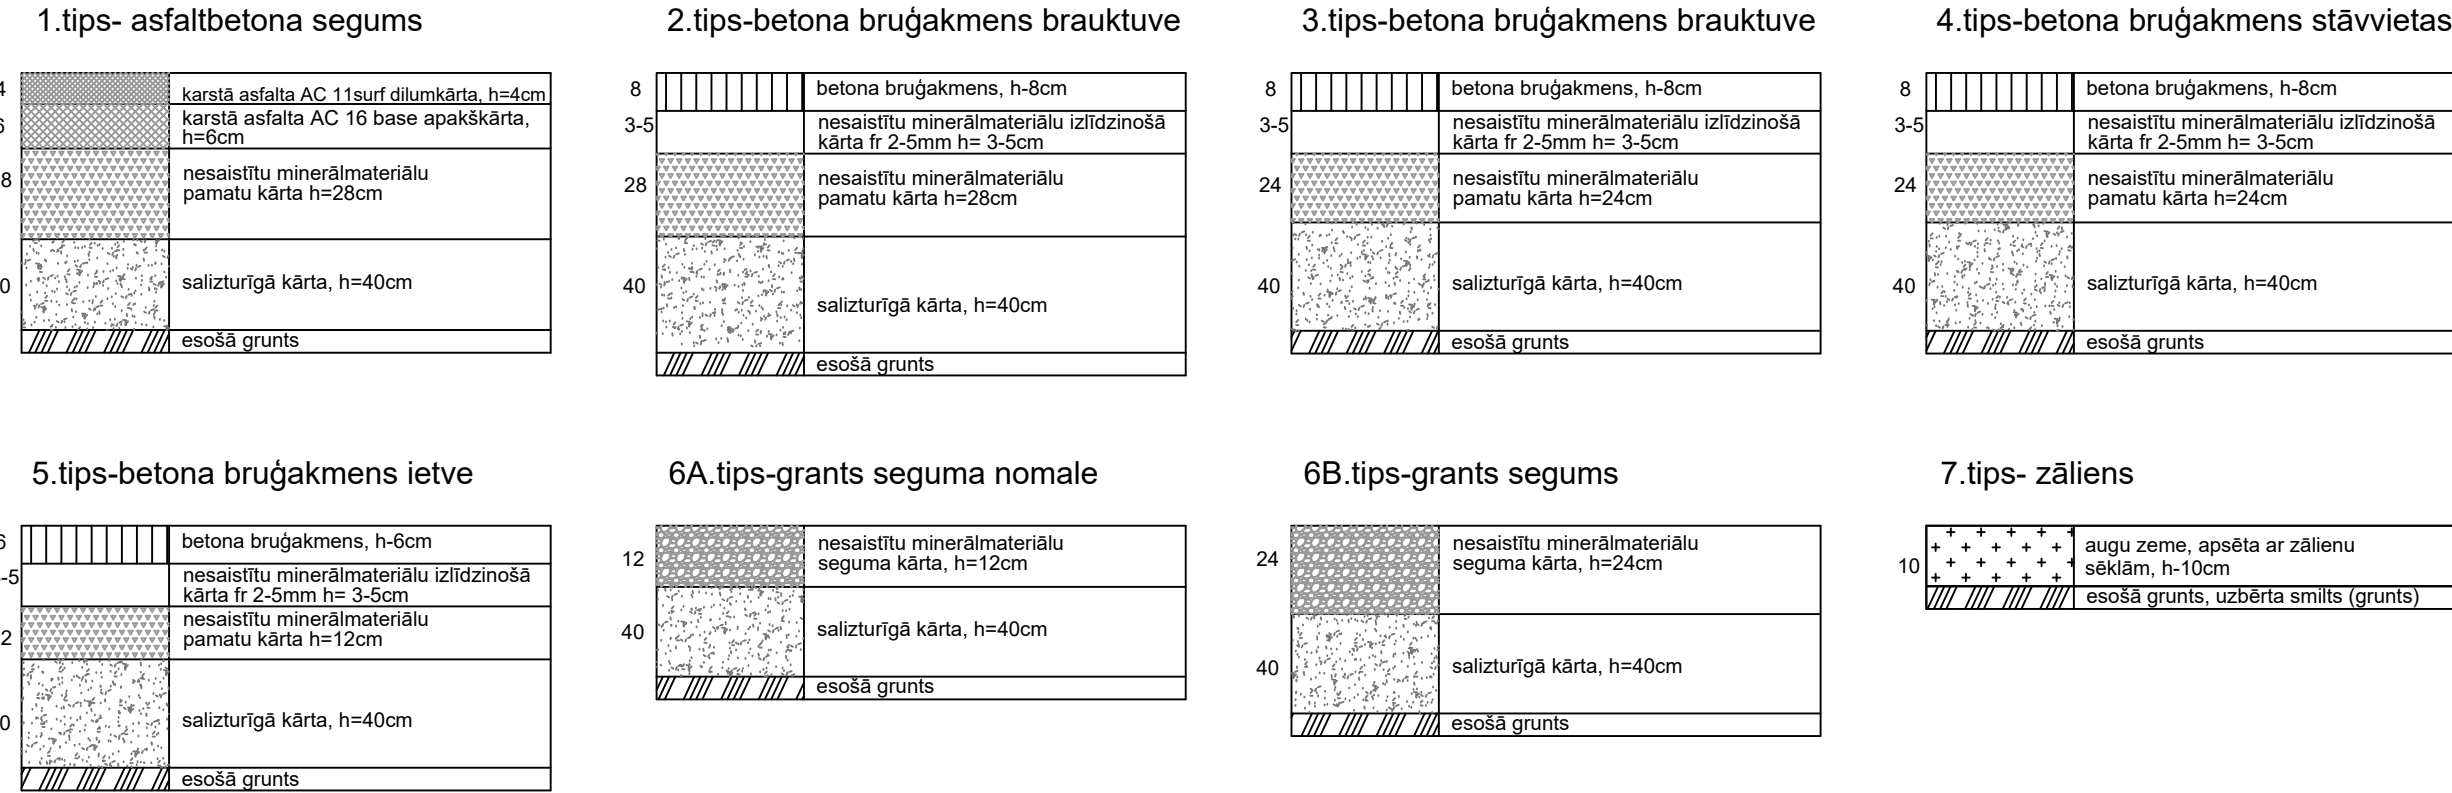 1.tips- asfaltbetona segums
karstā asfalta AC 11surf dilumkārta, h=4cm
karstā asfalta AC 16 base apakškārta,
h=6cm
8
nesaistītu minerālmateriālu
pamatu kārta h=28cm
0
salizturīgā kārta, h=40cm
esošā grunts
2.tips-betona bruģakmens brauktuve
8
betona bruģakmens, h-8cm
3-5
nesaistītu minerālmateriālu izlīdzinošā
kārta fr 2-5mm h= 3-5cm
28
nesaistītu minerālmateriālu
pamatu kārta h=28cm
40
salizturīgā kārta, h=40cm
esošā grunts
3.tips-betona bruģakmens brauktuve
8
betona bruģakmens, h-8cm
3-5
nesaistītu minerālmateriālu izlīdzinošā
kārta fr 2-5mm h= 3-5cm
24
nesaistītu minerālmateriālu
pamatu kārta h=24cm
40
salizturīgā kārta, h=40cm
esošā grunts
4.tips-betona bruģakmens stāvvietas
8
betona bruģakmens, h-8cm
3-5
nesaistītu minerālmateriālu izlīdzinošā
kārta fr 2-5mm h= 3-5cm
24
nesaistītu minerālmateriālu
pamatu kārta h=24cm
40
salizturīgā kārta, h=40cm
esošā grunts
5.tips-betona bruģakmens ietve
betona bruģakmens, h-6cm
-5
nesaistītu minerālmateriālu izlīdzinošā
kārta fr 2-5mm h= 3-5cm
2
nesaistītu minerālmateriālu
pamatu kārta h=12cm
0
salizturīgā kārta, h=40cm
esošā grunts
6A.tips-grants seguma nomale
12
nesaistītu minerālmateriālu
seguma kārta, h=12cm
40
salizturīgā kārta, h=40cm
esošā grunts
6B.tips-grants segums
24
nesaistītu minerālmateriālu
seguma kārta, h=24cm
40
salizturīgā kārta, h=40cm
esošā grunts
7.tips- zāliens
10
augu zeme, apsēta ar zālienu
sēklām, h-10cm
esošā grunts, uzbērta smilts (grunts)